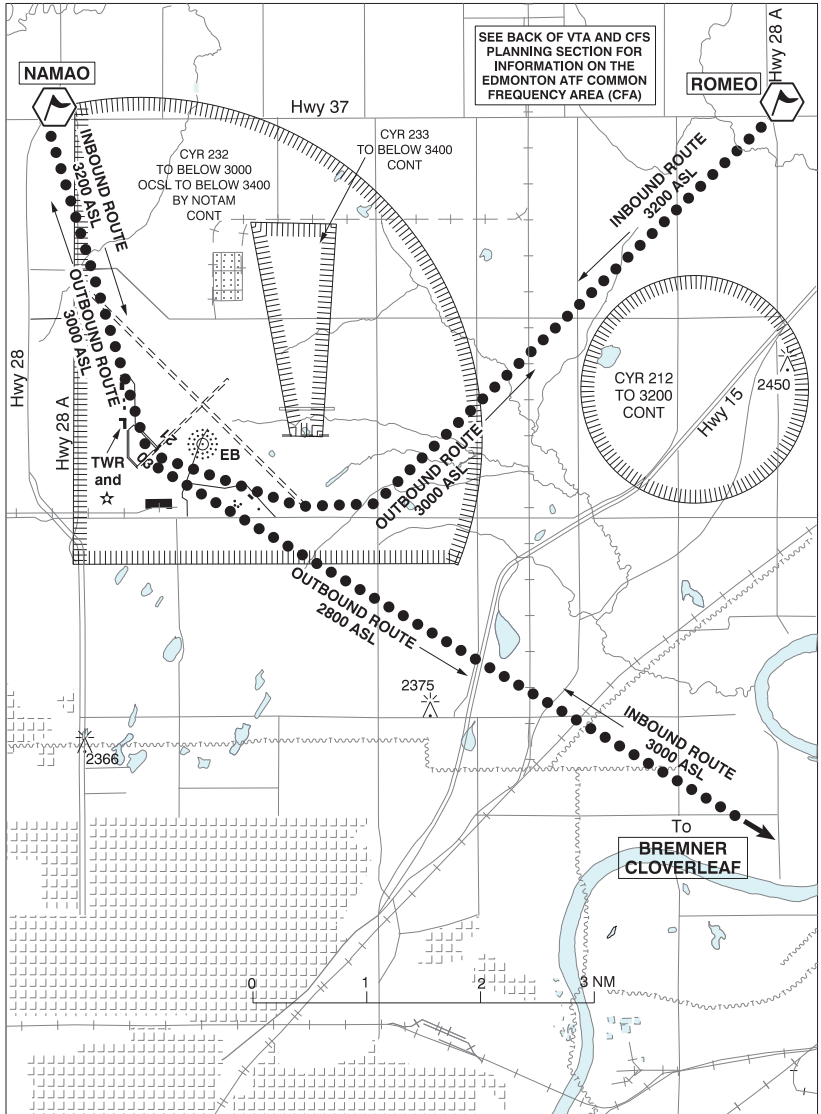 SEE BACK OF VTA AND CFS
PLANNING SECTION FOR
INFORMATION ON THE
EDMONTON ATF COMMON
FREQUENCY AREA (CFA)
Hwy 28 A
NAMAO
ROMEO
Hwy 37
CYR 233
TO BELOW 3400
CONT
CYR 232
TO BELOW 3000
OCSL TO BELOW 3400
BY NOTAM
CONT
INBOUND ROUTE
3200 ASL
INBOUND ROUTE
3200 ASL
OUTBOUND ROUTE
3000 ASL
Hwy 28
Hwy 28 A
CYR 212
TO 3200
CONT
2450
Hwy 15
21
03
EB
TWR
and
OUTBOUND ROUTE
3000 ASL
OUTBOUND ROUTE
2800 ASL
2375
2366
INBOUND ROUTE
3000 ASL
To
BREMNER
CLOVERLEAF
0 1 2 3 NM